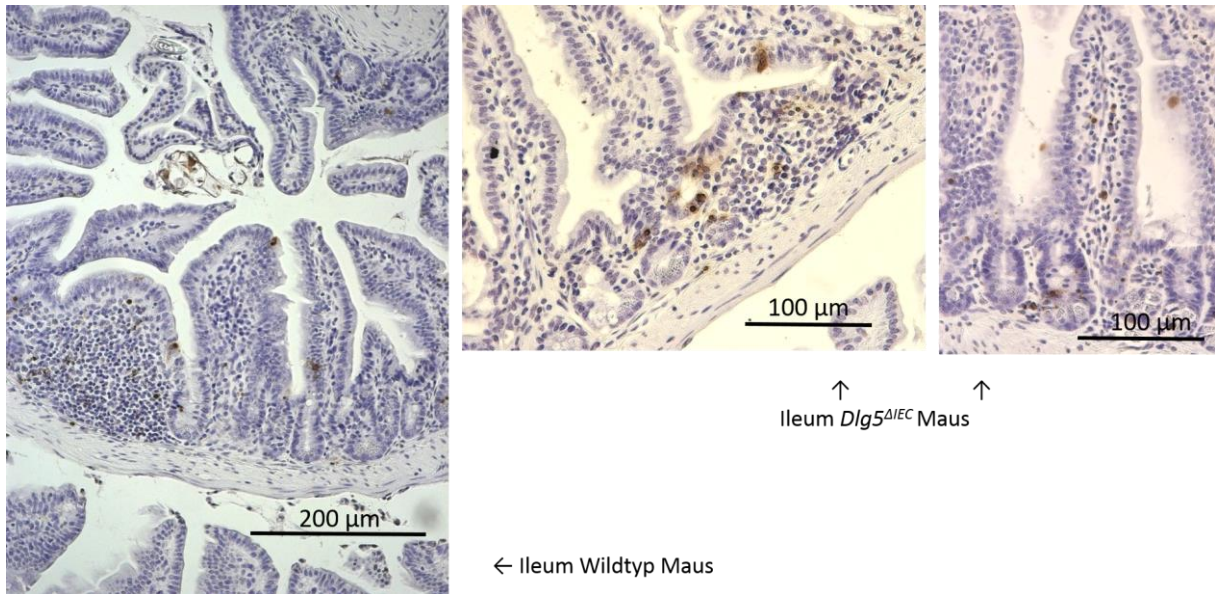 100 µm
100 µm
↑ ↑
Ileum Dlg5ΔIEC Maus
200 µm
← Ileum Wildtyp Maus